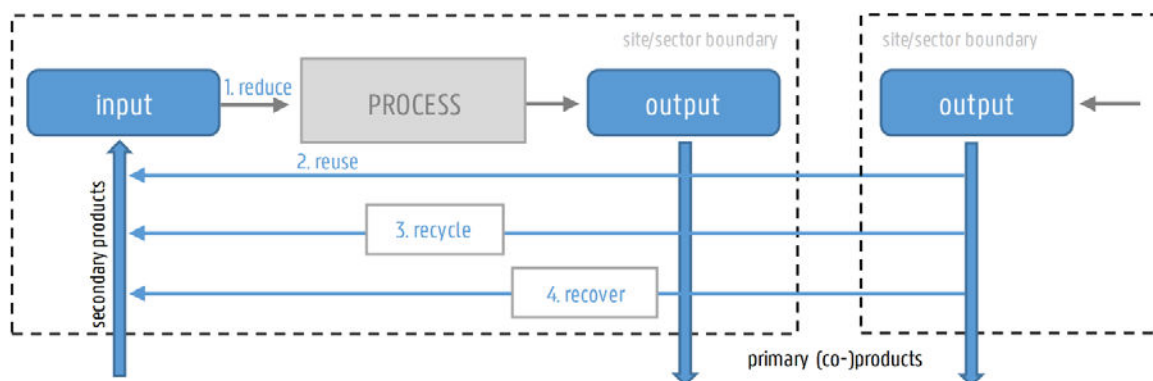 site/sector boundary
site/sector boundary
input
1. reduce
PROCESS
output
output
2. reuse
3. recycle
4. recover
secondary products
primary (co-)products